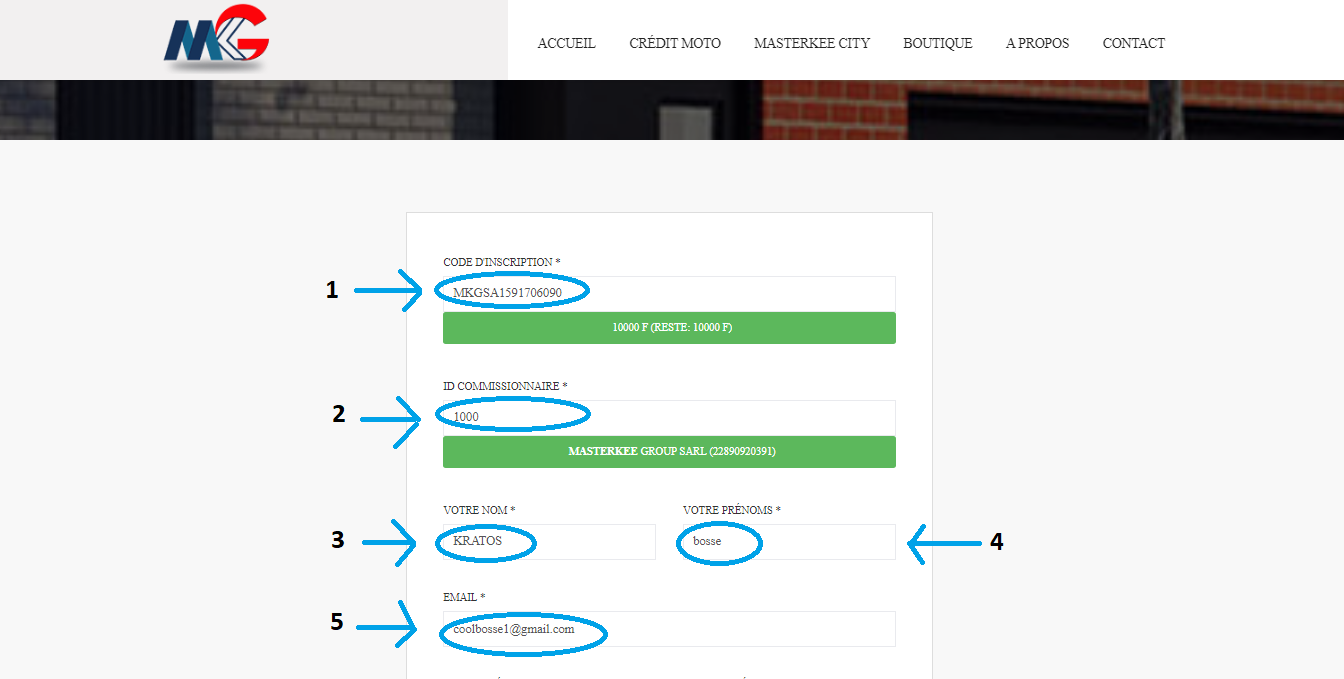 MKG
ACCUEIL CRÉDIT MOTO MASTERKEE CITY BOUTIQUE A PROPOS CONTACT
CODE D'INSCRIPTION *
1 MKGSA1591706090
10000 F (RESTE: 10000 F)
ID COMMISSIONNAIRE *
2 1000
MASTERKEE GROUP SARL (22890920391)
VOTRE NOM * VOTRE PRÉNOMS *
3 KRATOS bosse 4
EMAIL *
5 coolbosse1@gmail.com